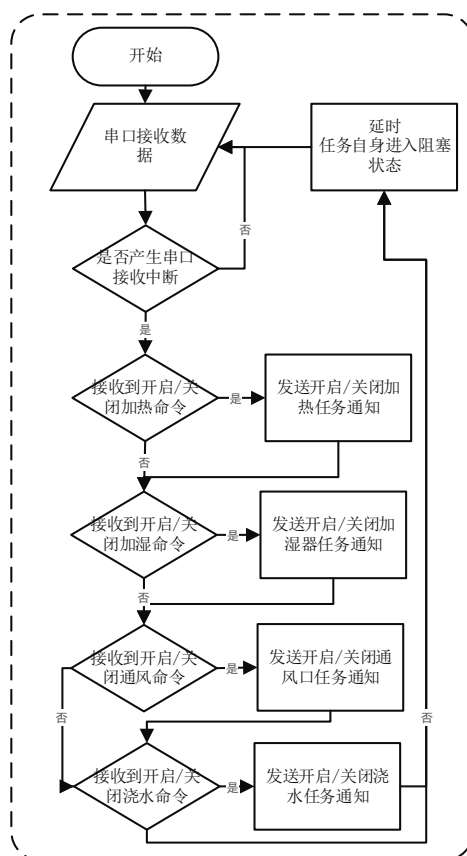 开始
串口接收数
据
延时
任务自身进入阻塞
状态
否
是否产生串口
接收中断
是
接收到开启/关
闭加热命令
是
发送开启/关闭加
热任务通知
否
接收到开启/关
闭加湿命令
是
发送开启/关闭加
湿器任务通知
否
接收到开启/关
闭通风命令
是
发送开启/关闭通
风口任务通知
否
否
接收到开启/关
闭浇水命令
是
发送开启/关闭浇
水任务通知